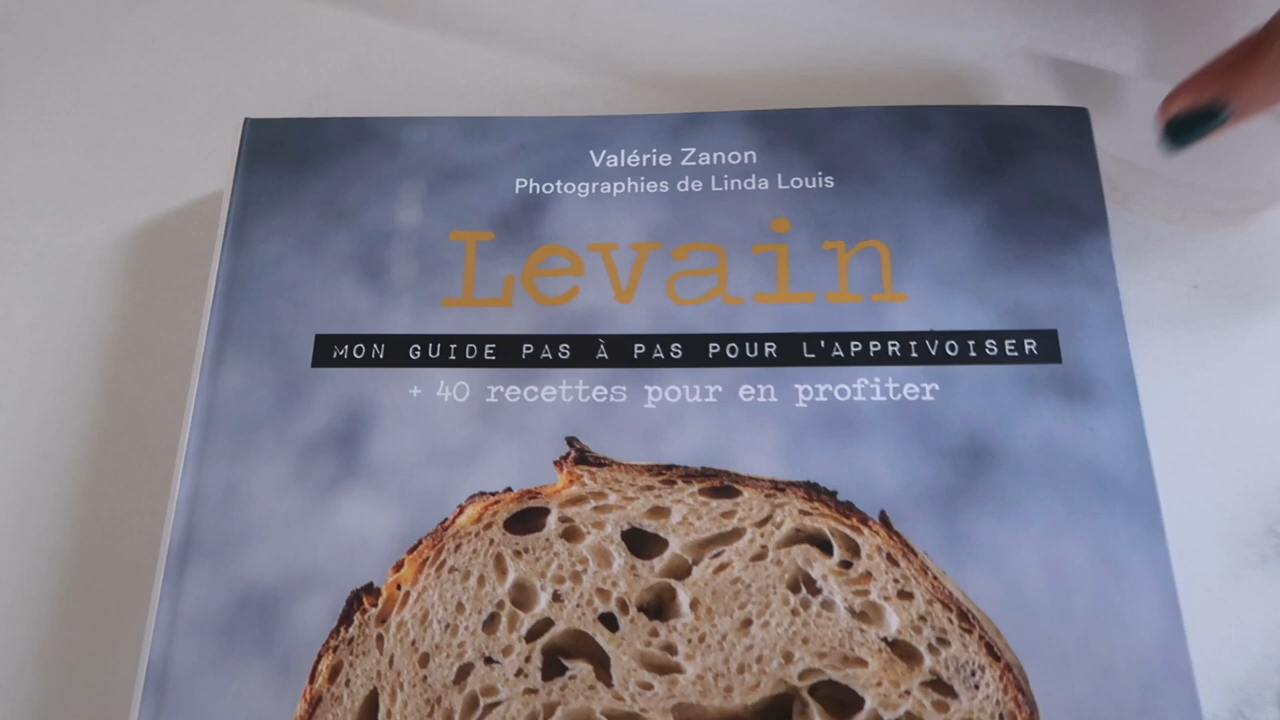 Valérie Zanon
Photographies de Linda Louis
Levain
MON GUIDE PAS À PAS POUR L'APPRIVOISER
+ 40 recettes pour en profiter